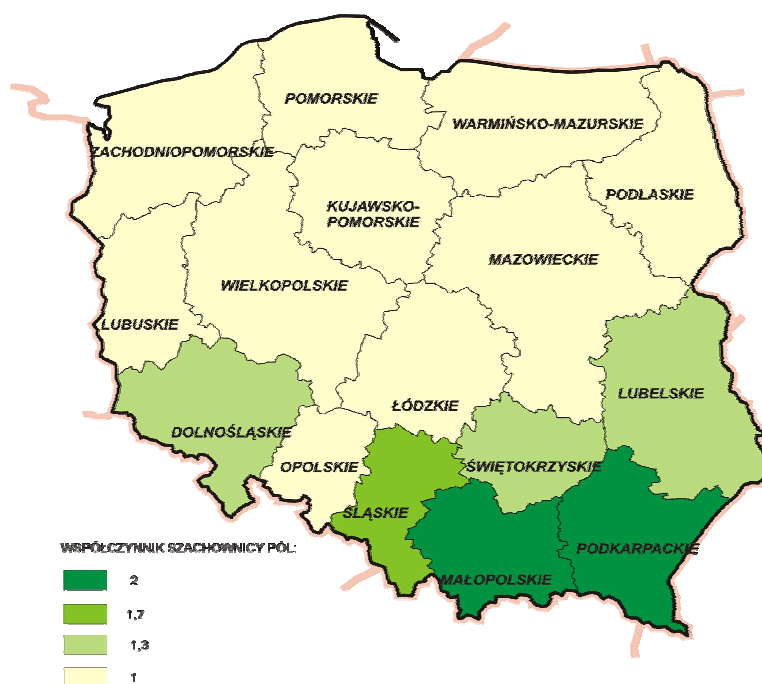 POMORSKIE
WARMIŃSKO-MAZURSKIE
ZACHODNIOPOMORSKIE
PODLASKIE
KUJAWSKO-
POMORSKIE
MAZOWIECKIE
WIELKOPOLSKIE
LUBUSKIE
LUBELSKIE
ŁÓDZKIE
DOLNOŚLĄSKIE
OPOLSKIE
ŚWIĘTOKRZYSKIE
ŚLĄSKIE
PODKARPACKIE
MAŁOPOLSKIE
WSPÓŁCZYNNIK SZACHOWNICY PÓL:
2
1,7
1,3
1